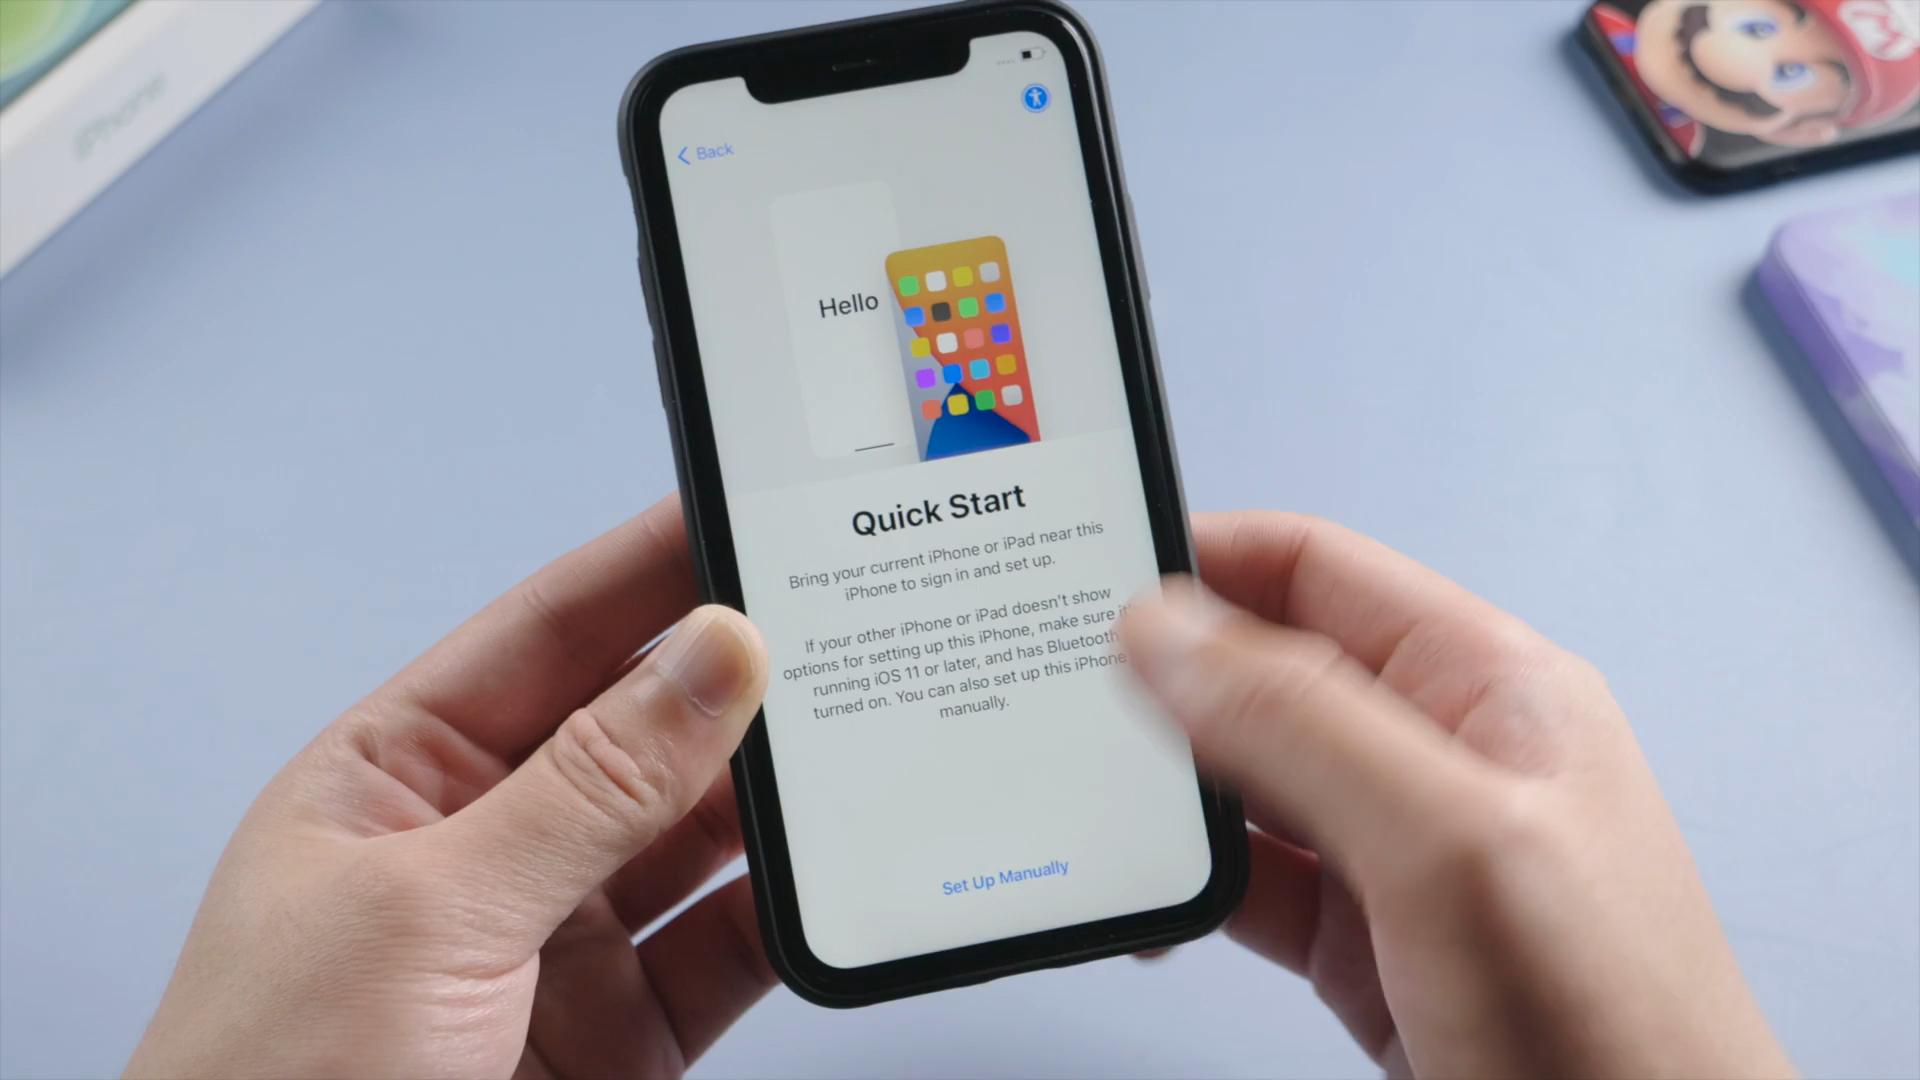 iPhone
Back
Hello
Quick Start
Bring your current iPhone or iPad near this
iPhone to sign in and set up.
If your other iPhone or iPad doesn't show
options for setting up this iPhone, make sure
running iOS 11 or later, and has Bluetooth
turned on. You can also set up this iPhone
manually.
Set Up Manually